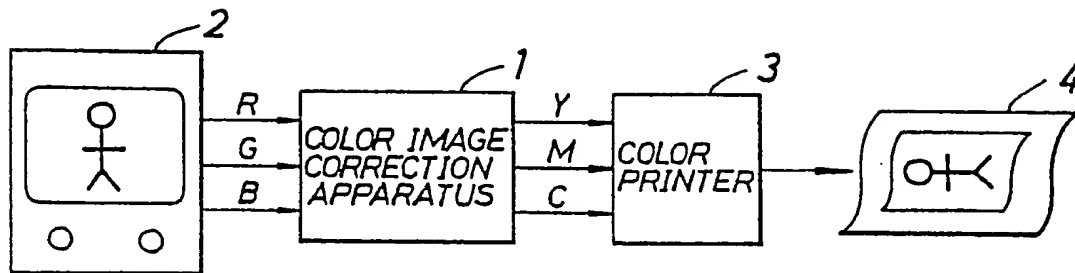 2
1
3
4
R
G
B
COLOR IMAGE
CORRECTION
APPARATUS
Y
M
C
COLOR
PRINTER